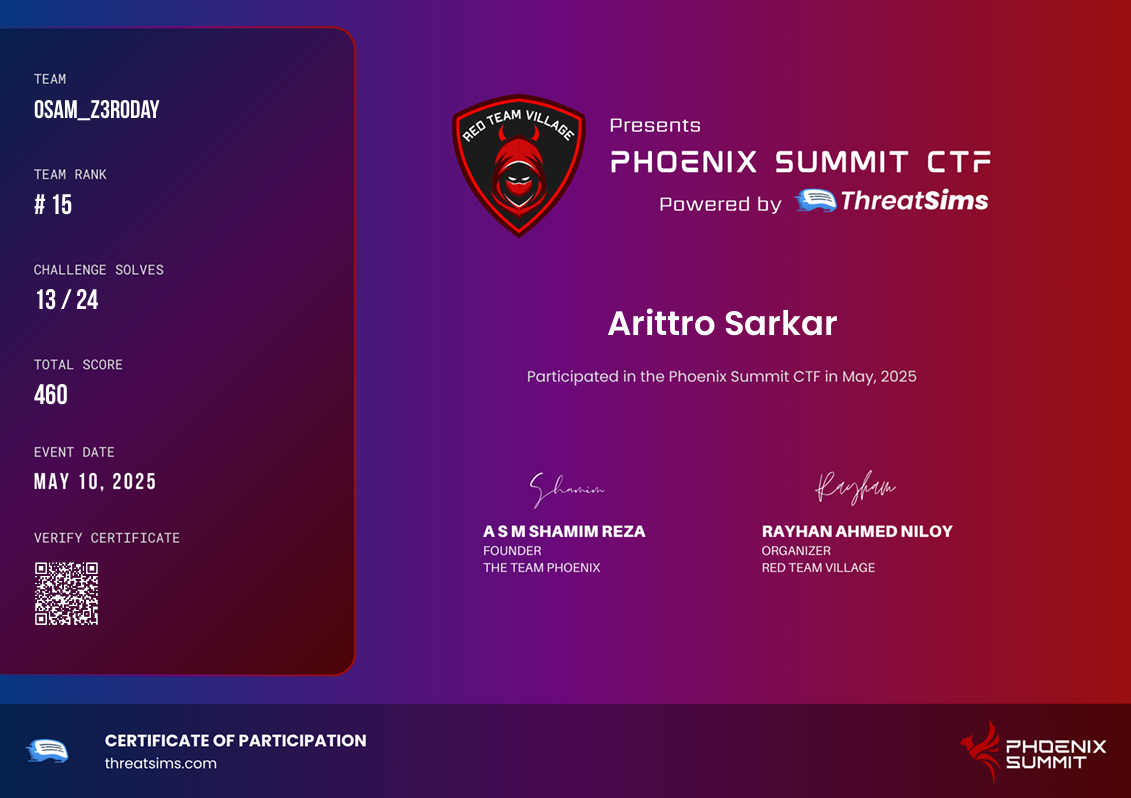 TEAM
0SAM_Z3R0DAY
TEAM RANK
# 15
CHALLENGE SOLVES
13 / 24
TOTAL SCORE
460
EVENT DATE
MAY 10, 2025
VERIFY CERTIFICATE
RED TEAM VILLAGE
Presents
PHOENIX SUMMIT CTF
Powered by ThreatSims
Arittro Sarkar
Participated in the Phoenix Summit CTF in May, 2025
Shamim
Rayhan
A S M SHAMIM REZA
FOUNDER
THE TEAM PHOENIX
RAYHAN AHMED NILOY
ORGANIZER
RED TEAM VILLAGE
CERTIFICATE OF PARTICIPATION
threatsims.com
PHOENIX
SUMMIT